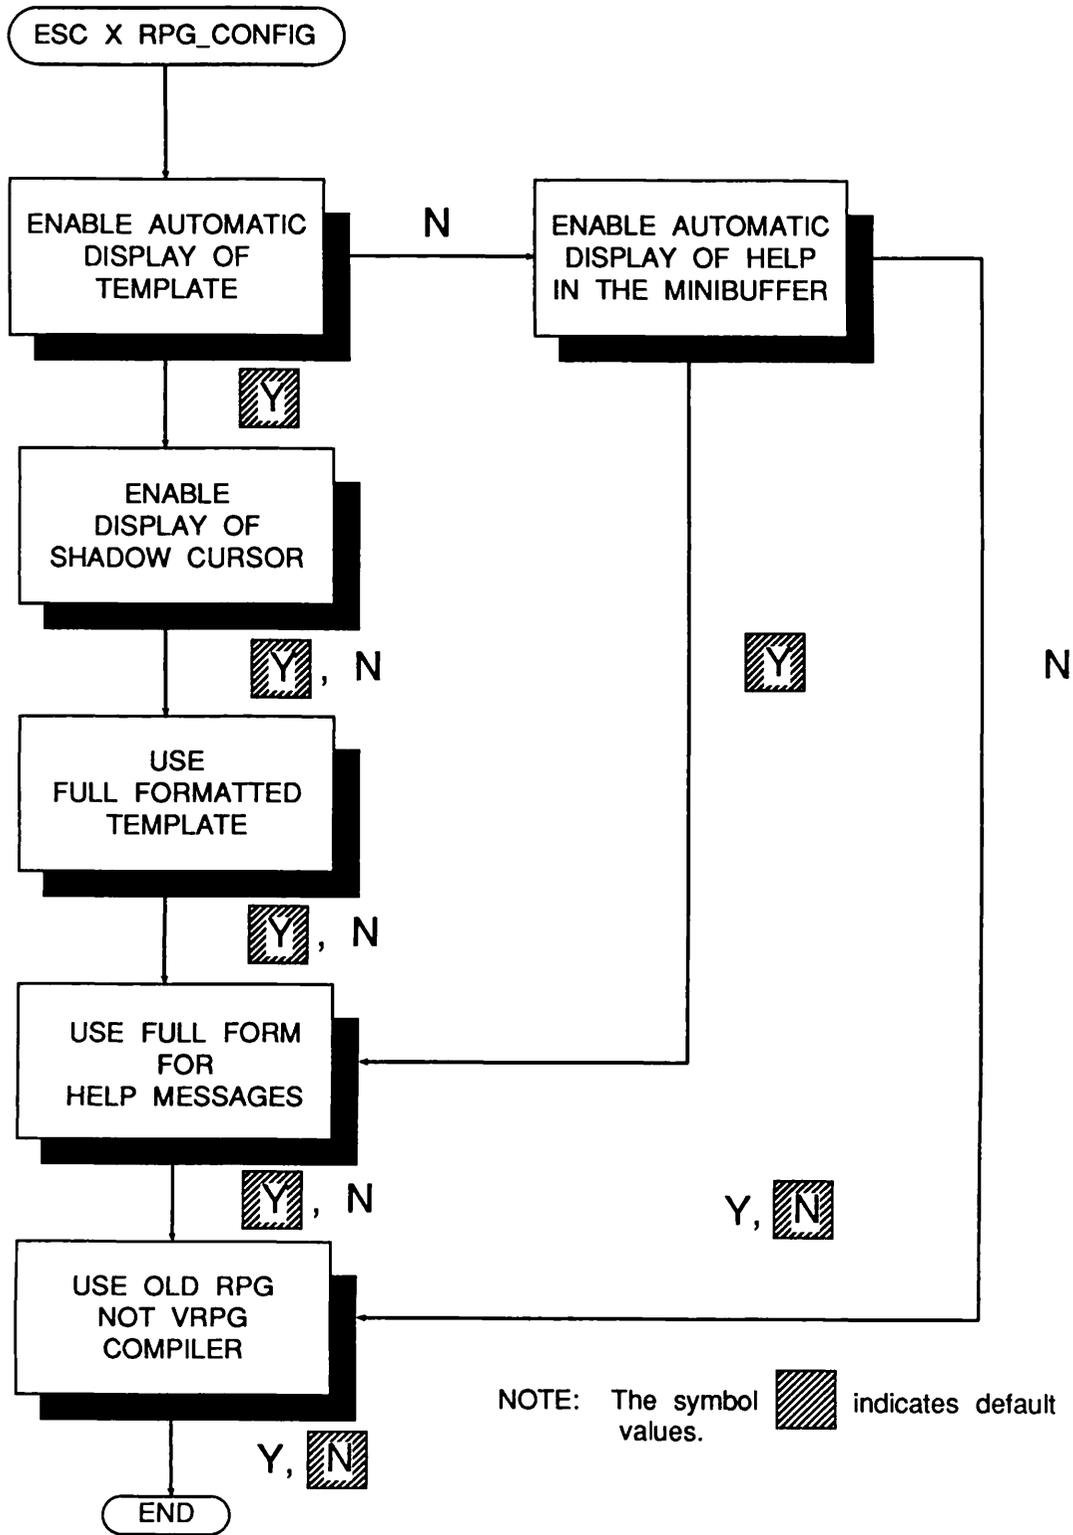 ESC X RPG_CONFIG
ENABLE AUTOMATIC
DISPLAY OF
TEMPLATE
N
ENABLE AUTOMATIC
DISPLAY OF HELP
IN THE MINIBUFFER
Y
ENABLE
DISPLAY OF
SHADOW CURSOR
Y, N
Y
N
USE
FULL FORMATTED
TEMPLATE
Y, N
USE FULL FORM
FOR
HELP MESSAGES
Y, N
Y, N
USE OLD RPG
NOT VRPG
COMPILER
NOTE: The symbol indicates default
values.
Y, N
END